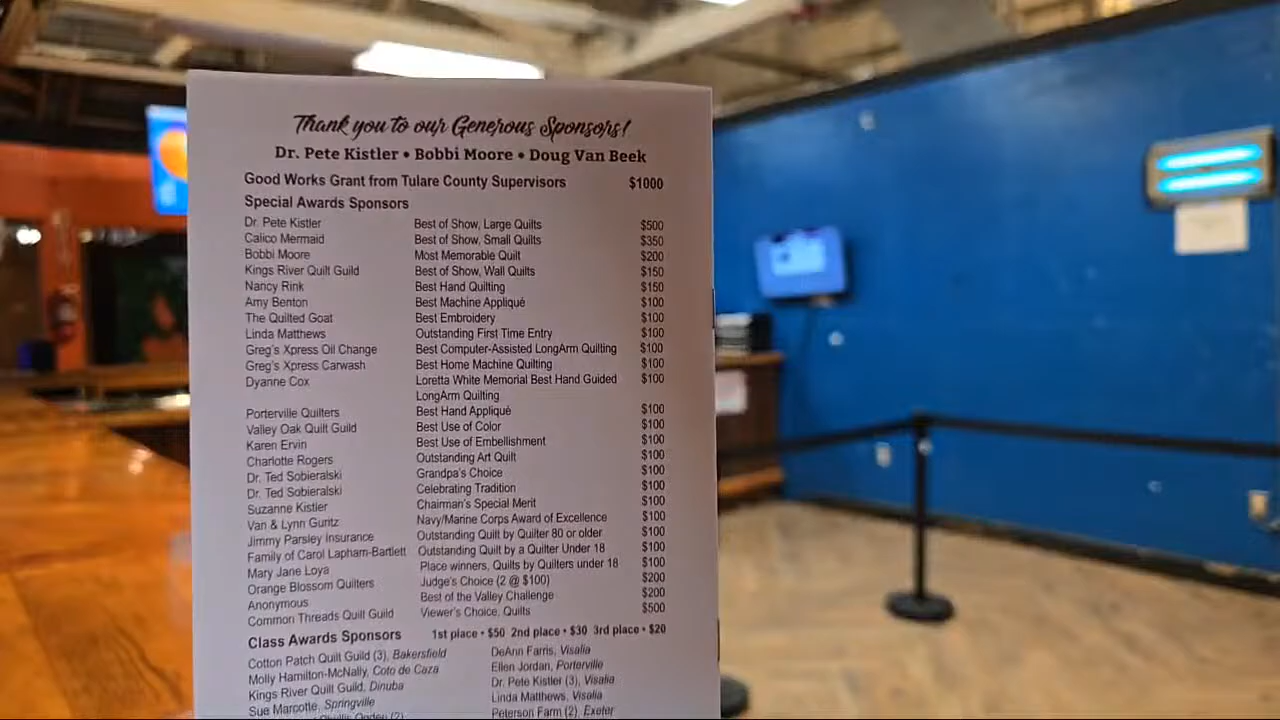 Thank you to our Generous Sponsors!
Dr. Pete Kistler • Bobbi Moore • Doug Van Beek
Good Works Grant from Tulare County Supervisors $1000
Special Awards Sponsors
Dr. Pete Kistler Best of Show, Large Quilts $500
Calico Mermaid Best of Show, Small Quilts $350
Bobbi Moore Most Memorable Quilt $200
Kings River Quilt Guild Best of Show, Wall Quilts $150
Nancy Rink Best Hand Quilting $150
Amy Benton Best Machine Appliqué $100
The Quilted Goat Best Embroidery $100
Linda Matthews Outstanding First Time Entry $100
Greg's Xpress Oil Change Best Computer-Assisted LongArm Quilting $100
Greg's Xpress Carwash Best Home Machine Quilting $100
Dyanne Cox Loretta White Memorial Best Hand Guided $100
LongArm Quilting
Porterville Quilters Best Hand Appliqué $100
Valley Oak Quilt Guild Best Use of Color $100
Karen Ervin Best Use of Embellishment $100
Charlotte Rogers Outstanding Art Quilt $100
Dr. Ted Sobieralski Grandpa's Choice $100
Dr. Ted Sobieralski Celebrating Tradition $100
Suzanne Kistler Chairman's Special Merit $100
Van & Lynn Guritz Navy/Marine Corps Award of Excellence $100
Jimmy Parsley Insurance Outstanding Quilt by Quilter 80 or older $100
Family of Carol Lapham-Bartlett Outstanding Quilt by a Quilter Under 18 $100
Mary Jane Loya Place winners, Quilts by Quilters under 18 $100
Orange Blossom Quilters Judge's Choice (2 @ $100) $200
Anonymous Best of the Valley Challenge $200
Common Threads Quilt Guild Viewer's Choice, Quilts $500
Class Awards Sponsors 1st place • $50 2nd place • $30 3rd place • $20
Cotton Patch Quilt Guild (3), Bakersfield DeAnn Farris, Visalia
Molly Hamilton-McNally, Coto de Caza Ellen Jordan, Porterville
Kings River Quilt Guild, Dinuba Dr. Pete Kistler (3), Visalia
Sue Marcotte, Springville Linda Matthews, Visalia
Peterson Farm (2), Exeter